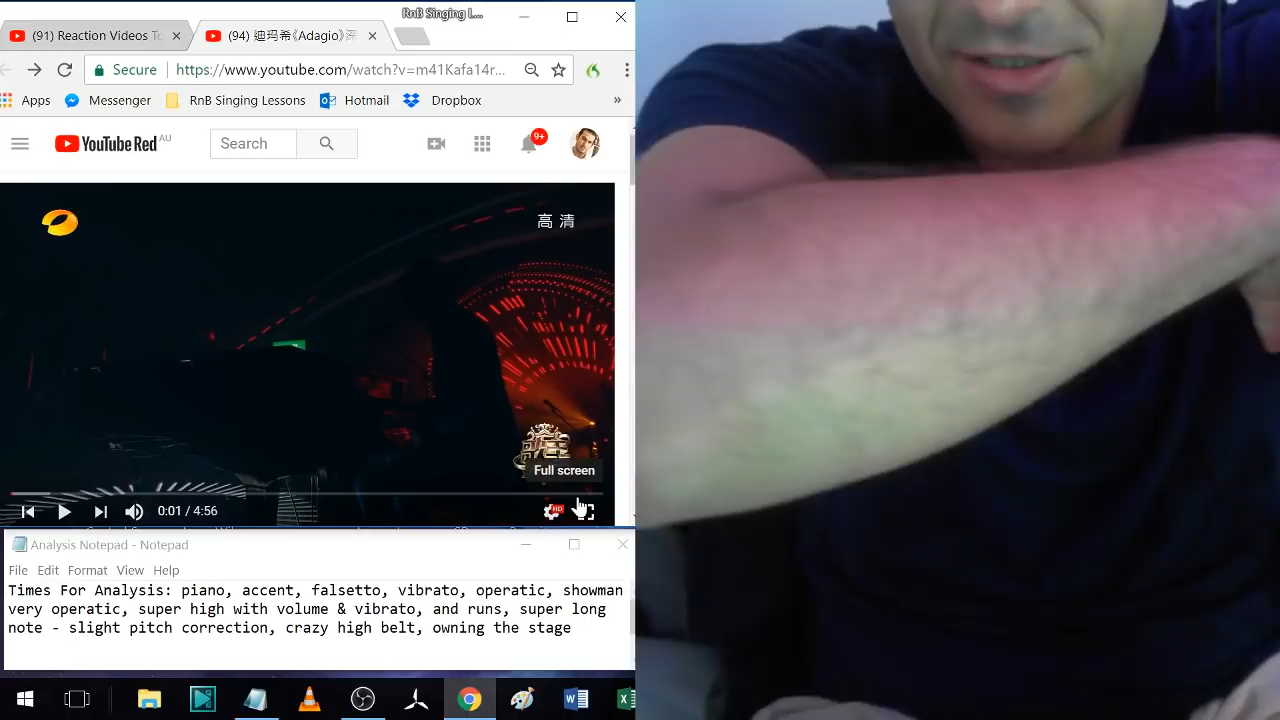 RnB Singing L...
(91) Reaction Videos To
(94) 迪玛希《Adagio》深
Secure
https://www.youtube.com/watch?v=m41Kafa14r...
Apps
Messenger
RnB Singing Lessons
Hotmail
Dropbox
»
YouTube Red AU
Search
9+
高清
Full screen
HD
0:01 / 4:56
Analysis Notepad - Notepad
File Edit Format View Help
Times For Analysis: piano, accent, falsetto, vibrato, operatic, showman
very operatic, super high with volume & vibrato, and runs, super long
note - slight pitch correction, crazy high belt, owning the stage